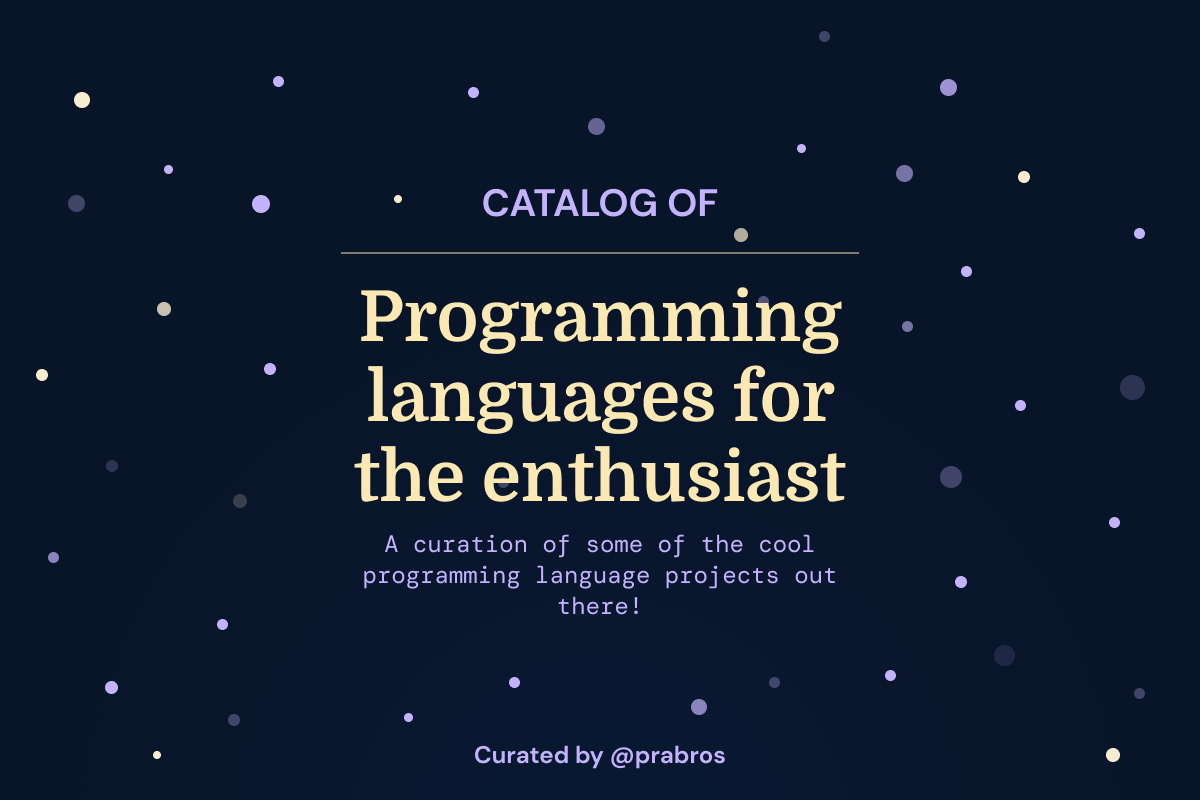 CATALOG OF
Programming
languages for
the enthusiast
A curation of some of the cool
programming language projects out
there!
Curated by @prabros